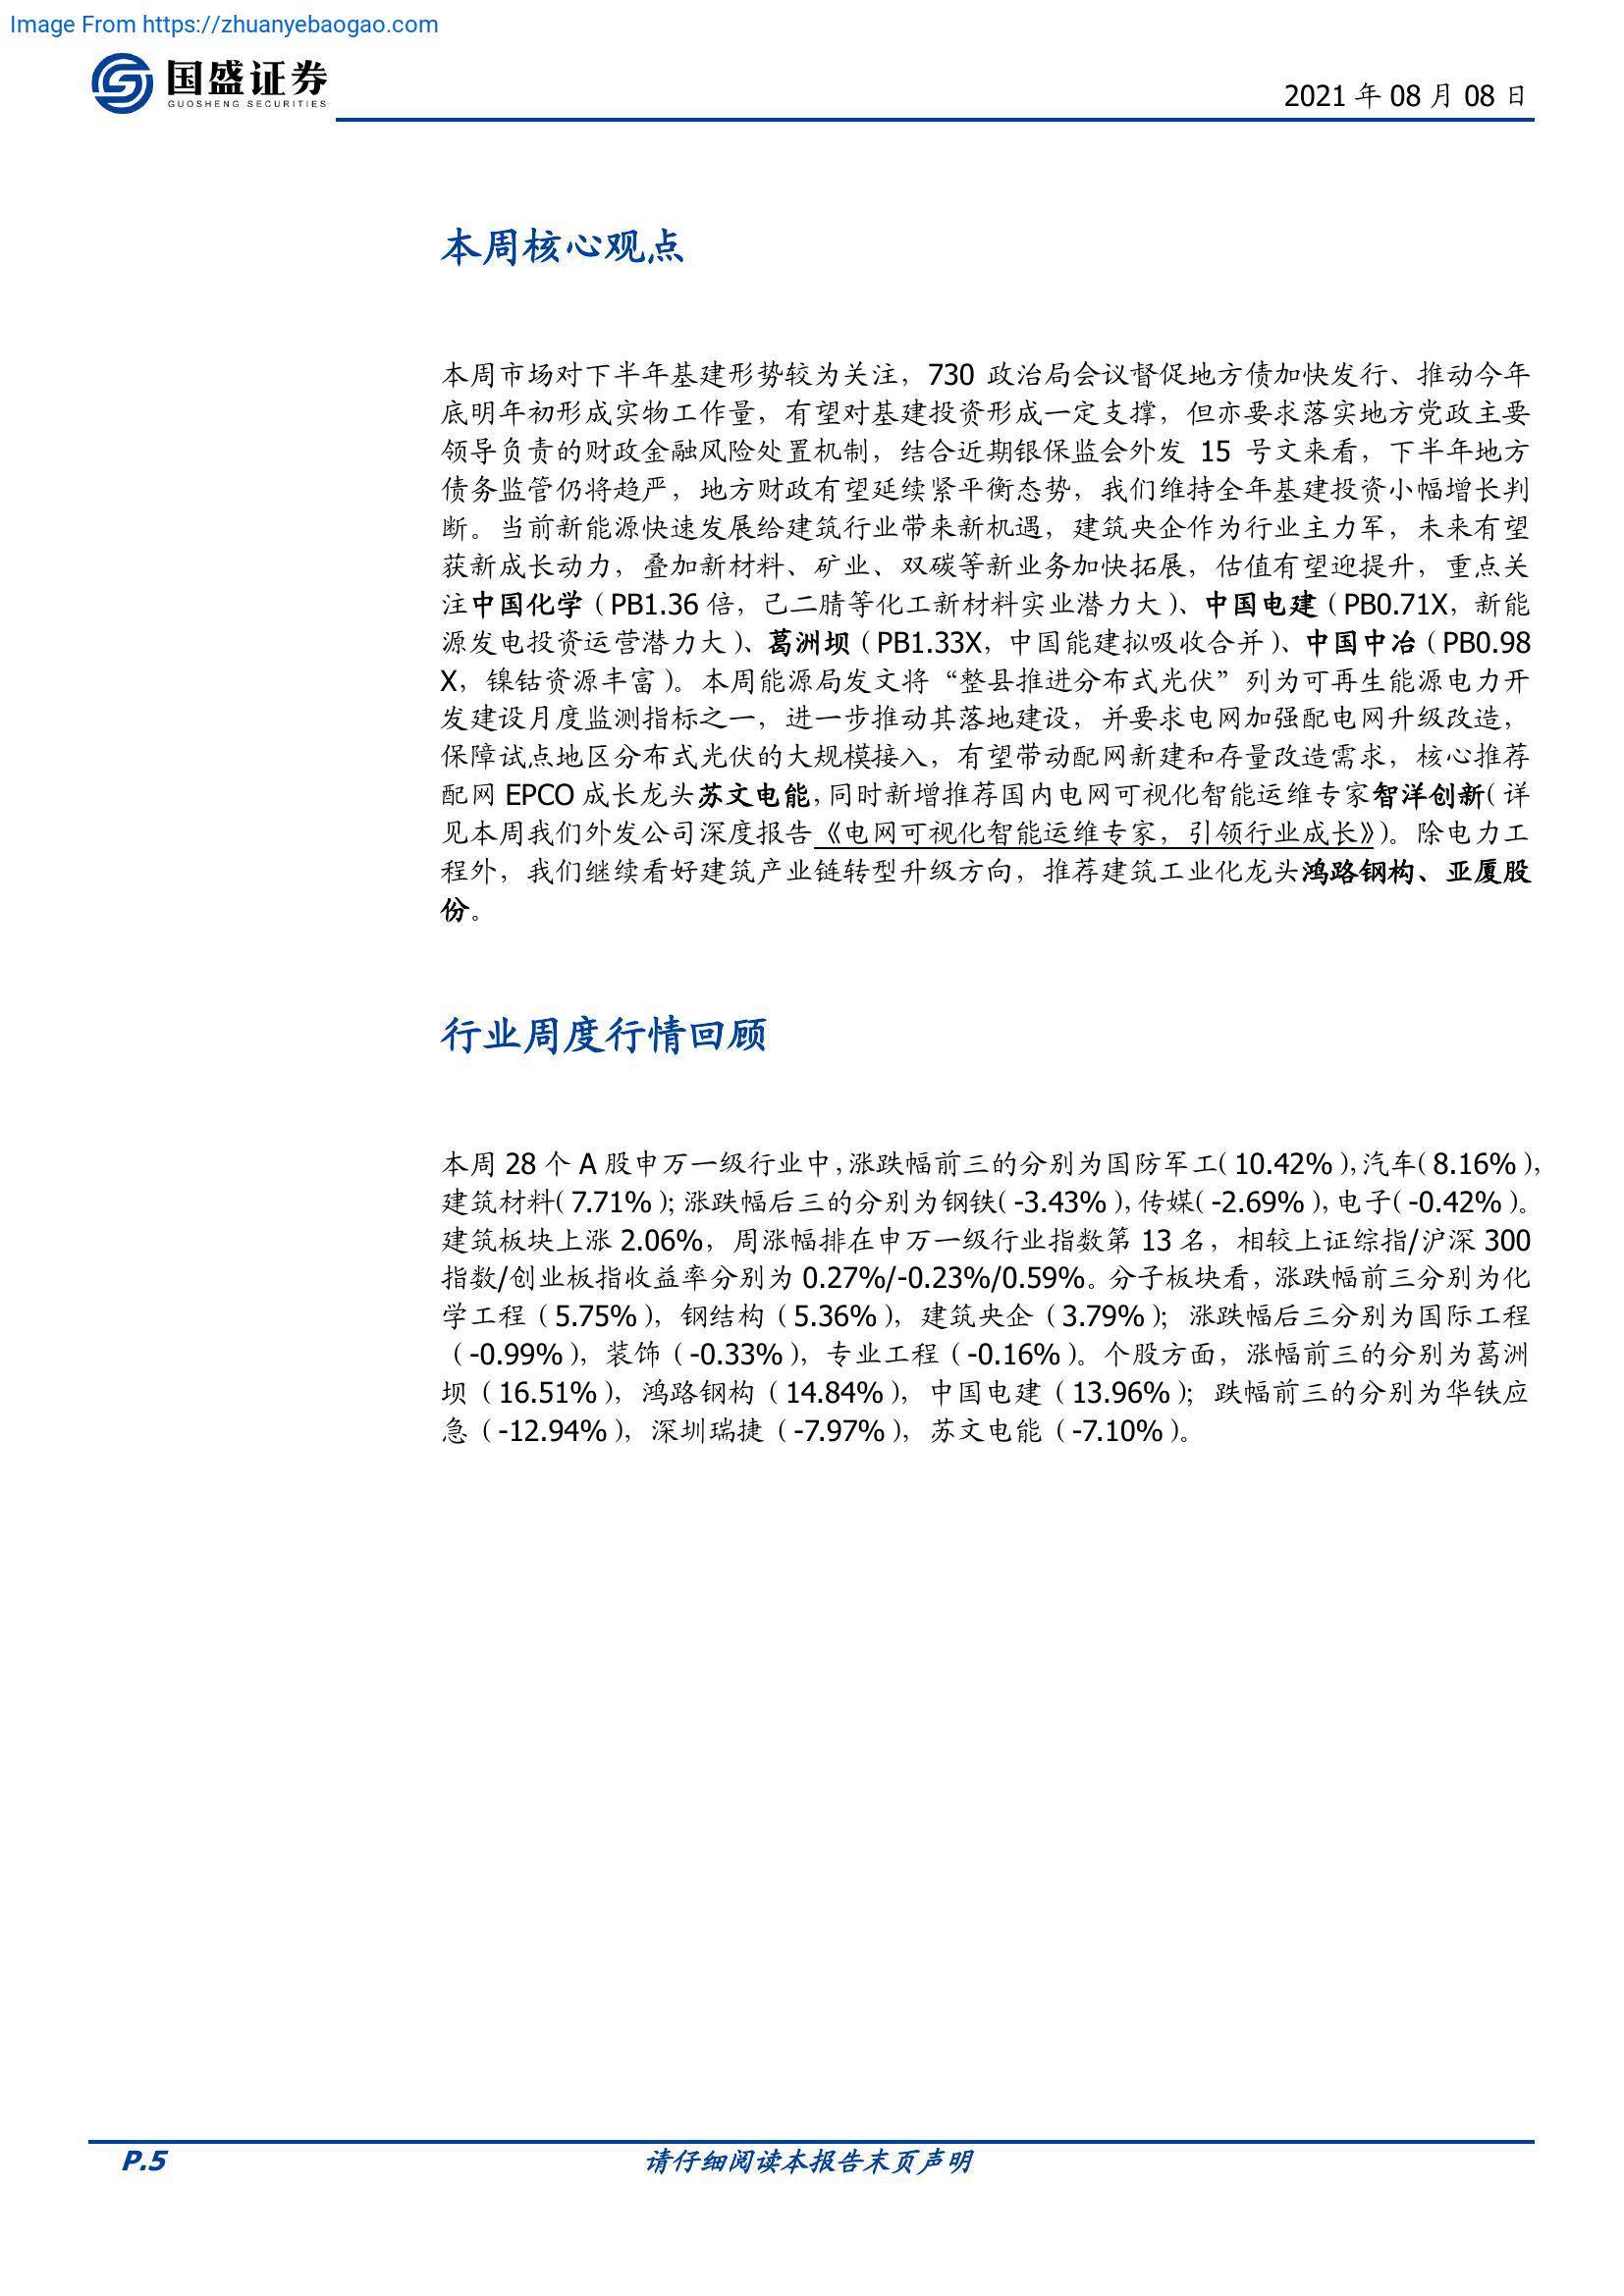 Image From https://zhuanyebaogao.com
国盛证券
GUOSHENG SECURITIES
2021 年 08 月 08 日
本周核心观点
本周市场对下半年基建形势较为关注，730 政治局会议督促地方债加快发行、推动今年
底明年初形成实物工作量，有望对基建投资形成一定支撑，但亦要求落实地方党政主要
领导负责的财政金融风险处置机制，结合近期银保监会外发 15 号文来看，下半年地方
债务监管仍将趋严，地方财政有望延续紧平衡态势，我们维持全年基建投资小幅增长判
断。当前新能源快速发展给建筑行业带来新机遇，建筑央企作为行业主力军，未来有望
获新成长动力，叠加新材料、矿业、双碳等新业务加快拓展，估值有望迎提升，重点关
注中国化学（PB1.36 倍，己二腈等化工新材料实业潜力大）、中国电建（PB0.71X，新能
源发电投资运营潜力大）、葛洲坝（PB1.33X，中国能建拟吸收合并）、中国中冶（PB0.98
X，镍钴资源丰富）。本周能源局发文将“整县推进分布式光伏”列为可再生能源电力开
发建设月度监测指标之一，进一步推动其落地建设，并要求电网加强配电网升级改造，
保障试点地区分布式光伏的大规模接入，有望带动配网新建和存量改造需求，核心推荐
配网 EPCO 成长龙头苏文电能，同时新增推荐国内电网可视化智能运维专家智洋创新（详
见本周我们外发公司深度报告《电网可视化智能运维专家，引领行业成长》）。除电力工
程外，我们继续看好建筑产业链转型升级方向，推荐建筑工业化龙头鸿路钢构、亚厦股
份。
行业周度行情回顾
本周 28 个 A 股申万一级行业中，涨跌幅前三的分别为国防军工（10.42%），汽车（8.16%），
建筑材料（7.71%）；涨跌幅后三的分别为钢铁（-3.43%），传媒（-2.69%），电子（-0.42%）。
建筑板块上涨 2.06%，周涨幅排在申万一级行业指数第 13 名，相较上证综指/沪深 300
指数/创业板指收益率分别为 0.27%/-0.23%/0.59%。分子板块看，涨跌幅前三分别为化
学工程（5.75%），钢结构（5.36%），建筑央企（3.79%）；涨跌幅后三分别为国际工程
（-0.99%），装饰（-0.33%），专业工程（-0.16%）。个股方面，涨幅前三的分别为葛洲
坝（16.51%），鸿路钢构（14.84%），中国电建（13.96%）；跌幅前三的分别为华铁应
急（-12.94%），深圳瑞捷（-7.97%），苏文电能（-7.10%）。
P.5
请仔细阅读本报告末页声明